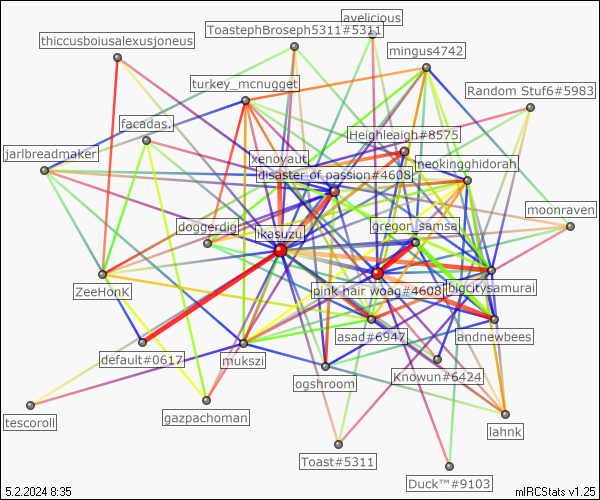 avelicious
ToastephBroseph5311#5311
thiccusboiusalexusjoneus
mingus4742
turkey_mcnugget
Random Stuf6#5983
facadas.
Heighleaigh#8575
jarlbreadmaker
xenoyaut
neokingghidorah
disaster of passion#4608
moonraven
doggerdig
ikasuzu
gregor_samsa
ZeeHonk
pink hair woag#4608
bigcitysamurai
asad#6947
andnewbees
default#0617
mukszi
ogshroom
Knowun#6424
tescoroll
gazpachoman
lahnk
Toast#5311
Duck™#9103
5.2.2024 8:35
mIRCStats v1.25